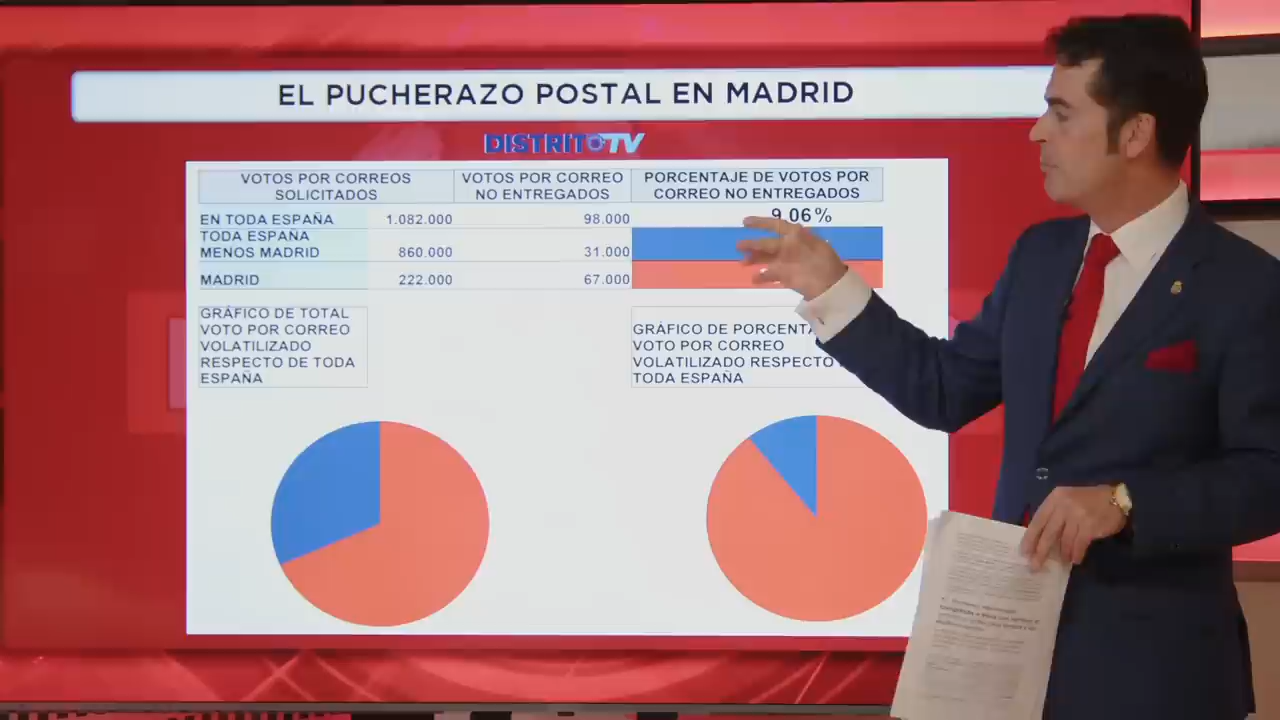 EL PUCHERAZO POSTAL EN MADRID
DISTRITO TV
VOTOS POR CORREOS
SOLICITADOS
VOTOS POR CORREO
NO ENTREGADOS
PORCENTAJE DE VOTOS POR
CORREO NO ENTREGADOS
EN TODA ESPAÑA 1.082.000 98.000 9,06%
TODA ESPAÑA
MENOS MADRID 860.000 31.000
MADRID 222.000 67.000
GRÁFICO DE TOTAL
VOTO POR CORREO
VOLATILIZADO
RESPECTO DE TODA
ESPAÑA
GRÁFICO DE PORCENTA
VOTO POR CORREO
VOLATILIZADO RESPECTO
TODA ESPAÑA